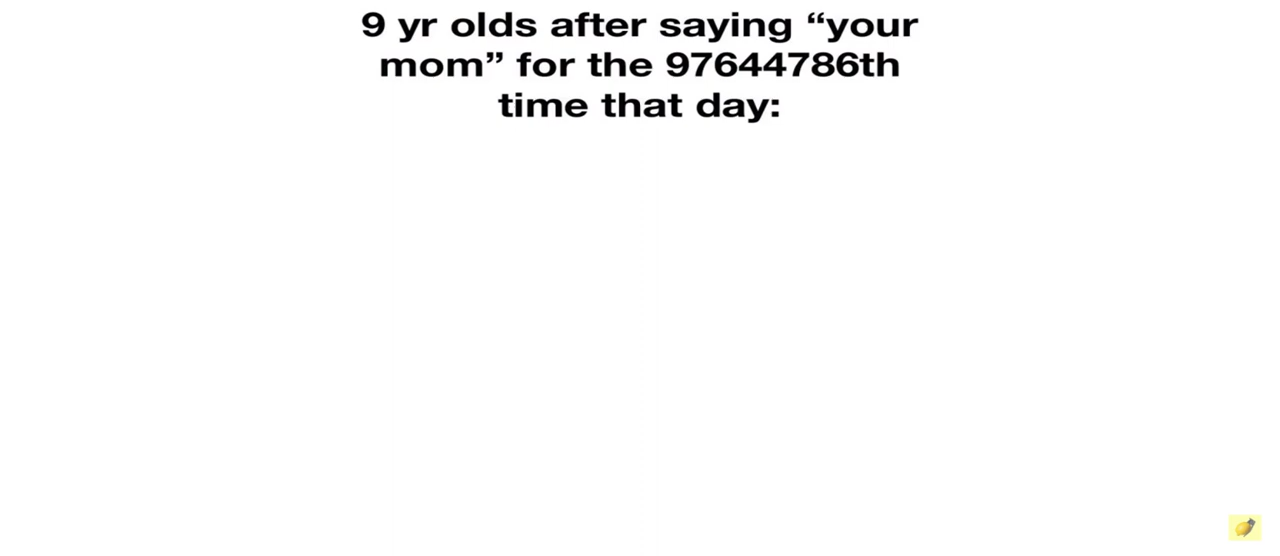 9 yr olds after saying “your
mom” for the 97644786th
time that day: